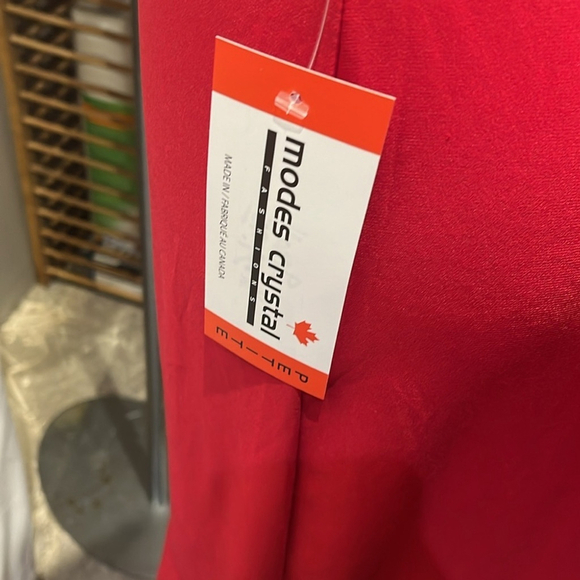 modes crystal
FASHIONS
MADE IN / FABRIQUÉ AU CANADA
PETITE